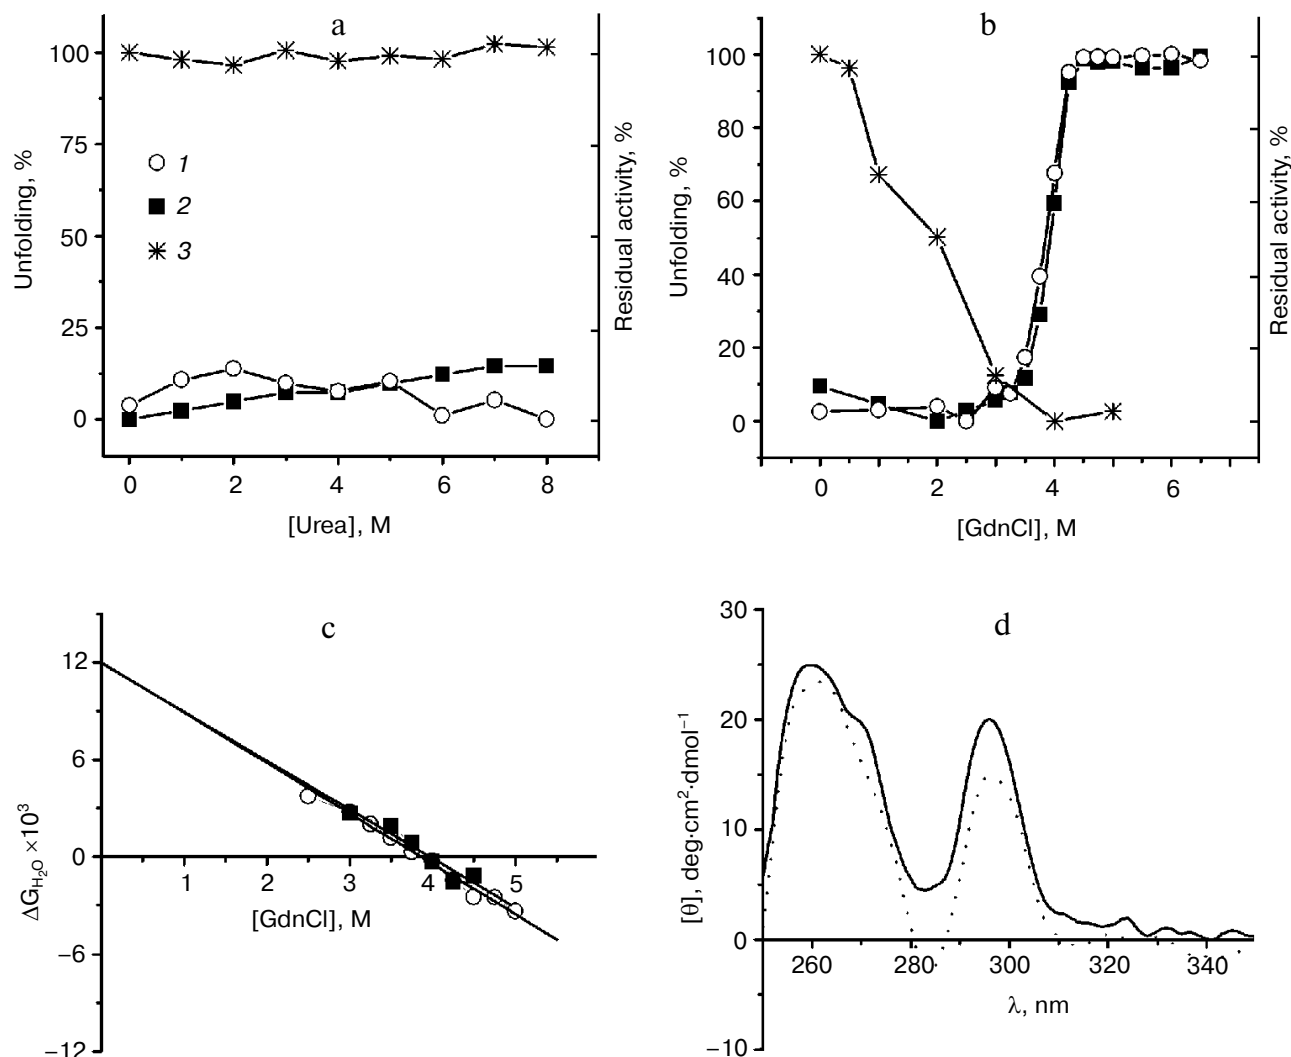 a
Unfolding, %
100
75
50
25
0
1
2
3
0 2 4 6 8
[Urea], M
Residual activity, %
b
Unfolding, %
100
80
60
40
20
0
0 2 4 6
[GdnCl], M
Residual activity, %
c
ΔG_{H₂O} ×10³
12
6
0
−6
−12
1 2 3 4 5
[GdnCl], M
d
[θ], deg·cm²·dmol⁻¹
30
20
10
0
−10
260 280 300 320 340
λ, nm